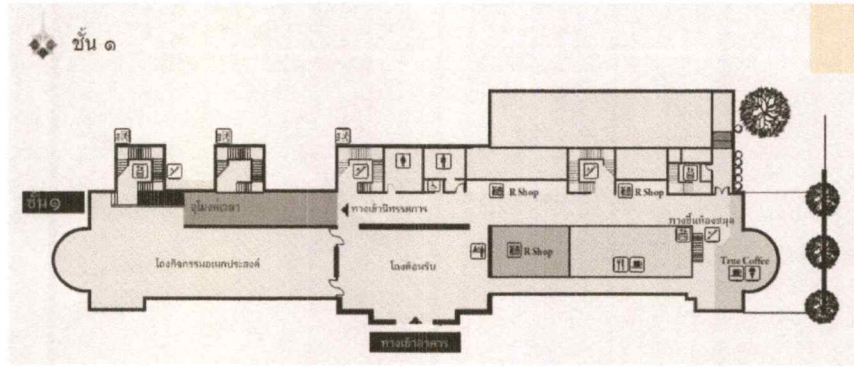 ชั้น ๑
ชั้น๑
อุโมงค์เวลา
ทางเข้านิทรรศการ
R Shop
R Shop
ทางขึ้นห้องสมุด
โถงกิจกรรมอเนกประสงค์
โถงต้อนรับ
R Shop
True Coffee
ทางเข้าอาคาร